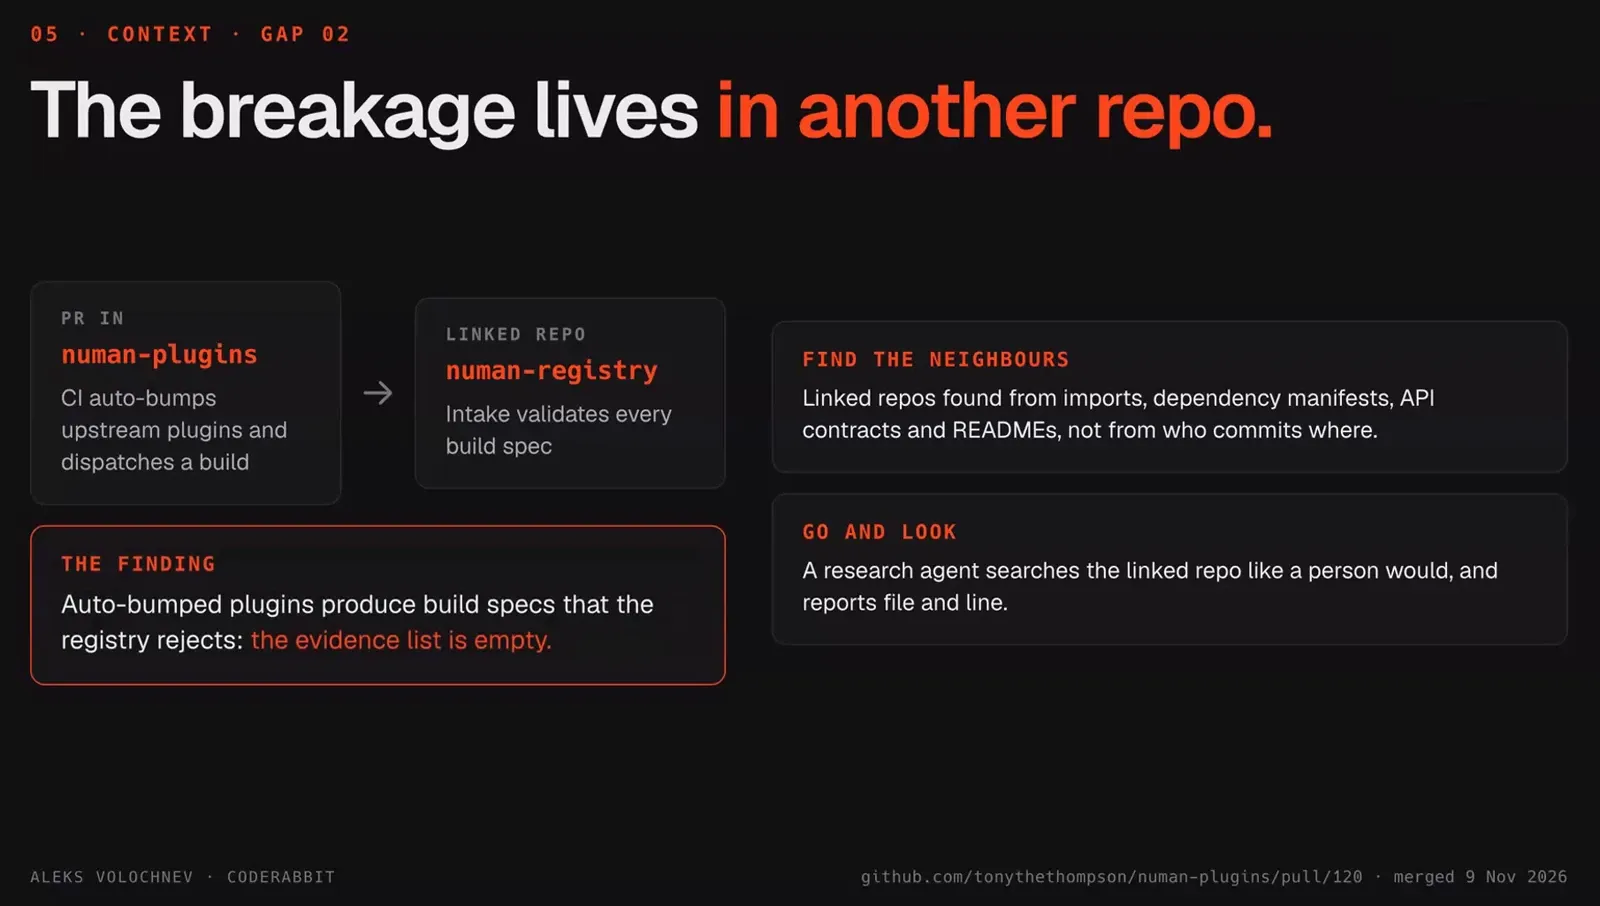 05 · CONTEXT · GAP 02
The breakage lives in another repo.
PR IN
numan-plugins
CI auto-bumps
upstream plugins and
dispatches a build
→
LINKED REPO
numan-registry
Intake validates every
build spec
THE FINDING
Auto-bumped plugins produce build specs that the
registry rejects: the evidence list is empty.
FIND THE NEIGHBOURS
Linked repos found from imports, dependency manifests, API
contracts and READMEs, not from who commits where.
GO AND LOOK
A research agent searches the linked repo like a person would, and
reports file and line.
ALEKS VOLOCHNEV · CODERABBIT
github.com/tonythethompson/numan-plugins/pull/120 · merged 9 Nov 2026